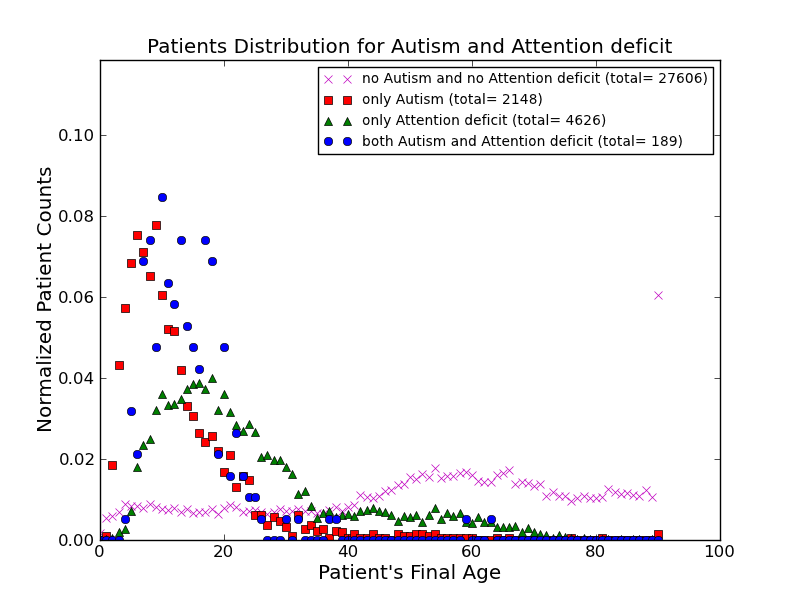 Patients Distribution for Autism and Attention deficit
no Autism and no Attention deficit (total= 27606)
only Autism (total= 2148)
only Attention deficit (total= 4626)
both Autism and Attention deficit (total= 189)
Normalized Patient Counts
0.10
0.08
0.06
0.04
0.02
0.00
0 20 40 60 80 100
Patient's Final Age